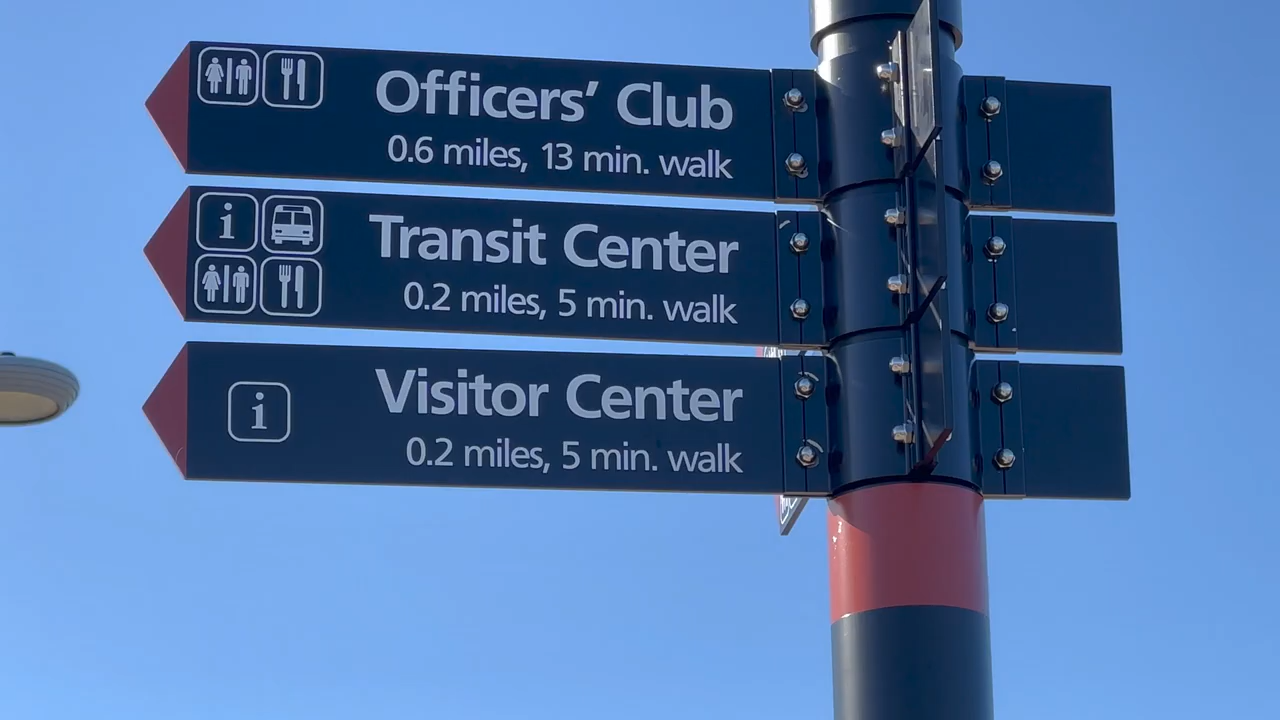 Officers’ Club
0.6 miles, 13 min. walk
i
Transit Center
0.2 miles, 5 min. walk
i
Visitor Center
0.2 miles, 5 min. walk